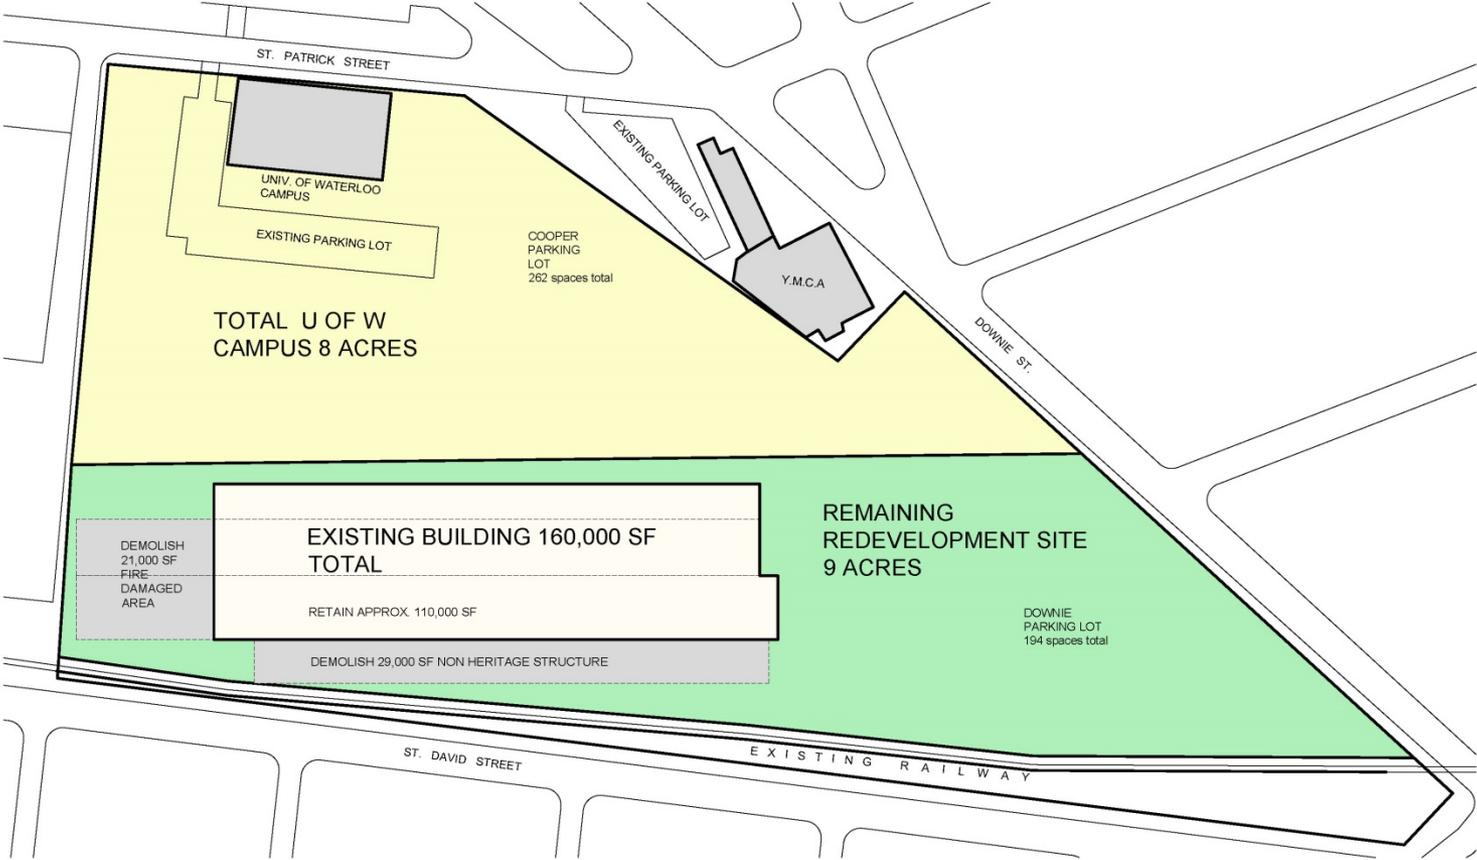 ST. PATRICK STREET
UNIV. OF WATERLOO
CAMPUS
EXISTING PARKING LOT
EXISTING PARKING LOT
COOPER
PARKING
LOT
262 spaces total
Y.M.C.A
TOTAL U OF W
CAMPUS 8 ACRES
DOWNIE ST.
EXISTING BUILDING 160,000 SF
TOTAL
RETAIN APPROX. 110,000 SF
DEMOLISH
21,000 SF
FIRE
DAMAGED
AREA
REMAINING
REDEVELOPMENT SITE
9 ACRES
DOWNIE
PARKING LOT
194 spaces total
DEMOLISH 29,000 SF NON HERITAGE STRUCTURE
EXISTING RAILWAY
ST. DAVID STREET